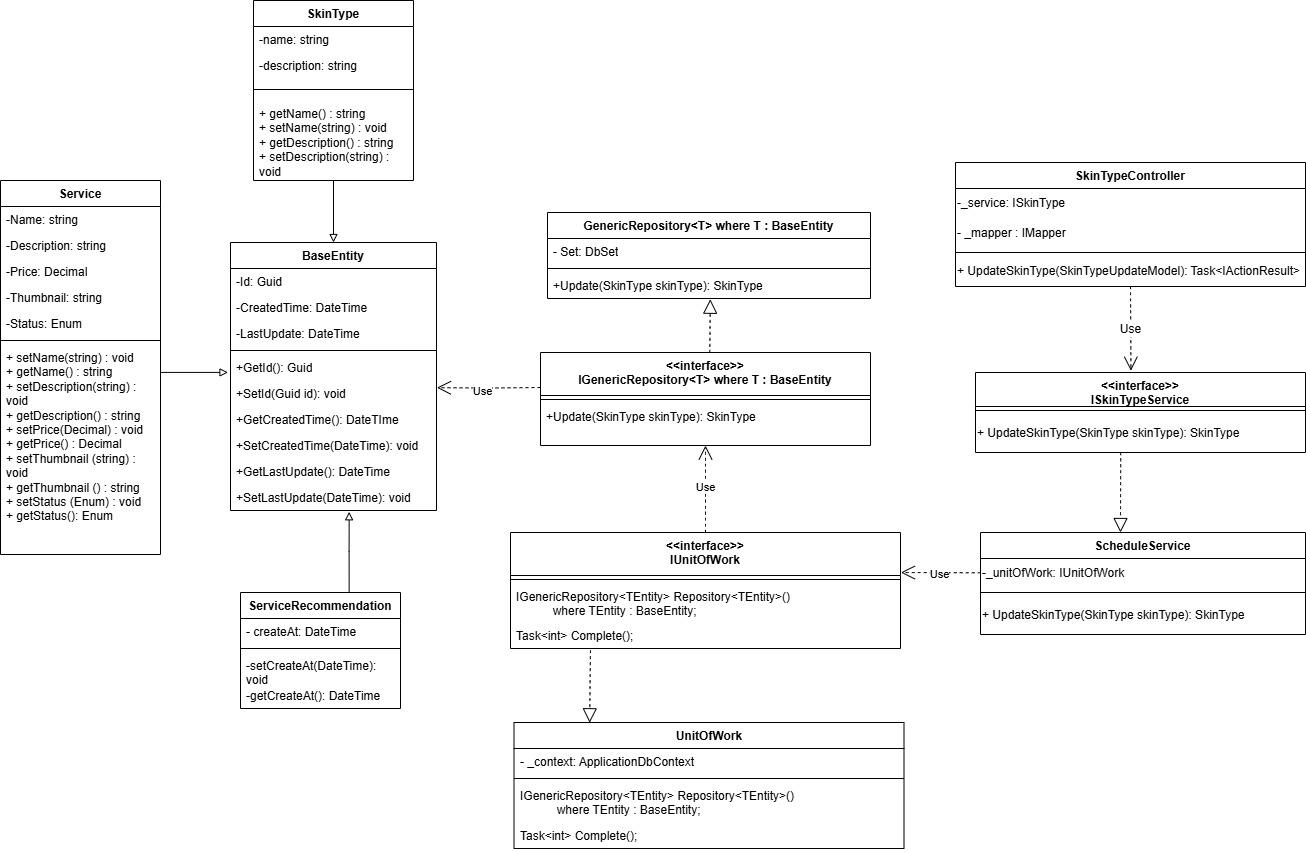 SkinType
-name: string
-description: string
+ getName() : string
+ setName(string) : void
+ getDescription() : string
+ setDescription(string) :
void
Service
-Name: string
-Description: string
-Price: Decimal
-Thumbnail: string
-Status: Enum
+ setName(string) : void
+ getName() : string
+ setDescription(string) :
void
+ getDescription() : string
+ setPrice(Decimal) : void
+ getPrice() : Decimal
+ setThumbnail (string) :
void
+ getThumbnail () : string
+ setStatus (Enum) : void
+ getStatus(): Enum
BaseEntity
-Id: Guid
-CreatedTime: DateTime
-LastUpdate: DateTime
+GetId(): Guid
+SetId(Guid id): void
+GetCreatedTime(): DateTIme
+SetCreatedTime(DateTime): void
+GetLastUpdate(): DateTime
+SetLastUpdate(DateTime): void
ServiceRecommendation
- createAt: DateTime
-setCreateAt(DateTime):
void
-getCreateAt(): DateTime
Use
GenericRepository<T> where T : BaseEntity
- Set: DbSet
+Update(SkinType skinType): SkinType
<<interface>>
IGenericRepository<T> where T : BaseEntity
+Update(SkinType skinType): SkinType
Use
<<interface>>
IUnitOfWork
IGenericRepository<TEntity> Repository<TEntity>()
where TEntity : BaseEntity;
Task<int> Complete();
UnitOfWork
- _context: ApplicationDbContext
IGenericRepository<TEntity> Repository<TEntity>()
where TEntity : BaseEntity;
Task<int> Complete();
SkinTypeController
-_service: ISkinType
- _mapper : IMapper
+ UpdateSkinType(SkinTypeUpdateModel): Task<IActionResult>
Use
<<interface>>
ISkinTypeService
+ UpdateSkinType(SkinType skinType): SkinType
ScheduleService
-_unitOfWork: IUnitOfWork
+ UpdateSkinType(SkinType skinType): SkinType
Use